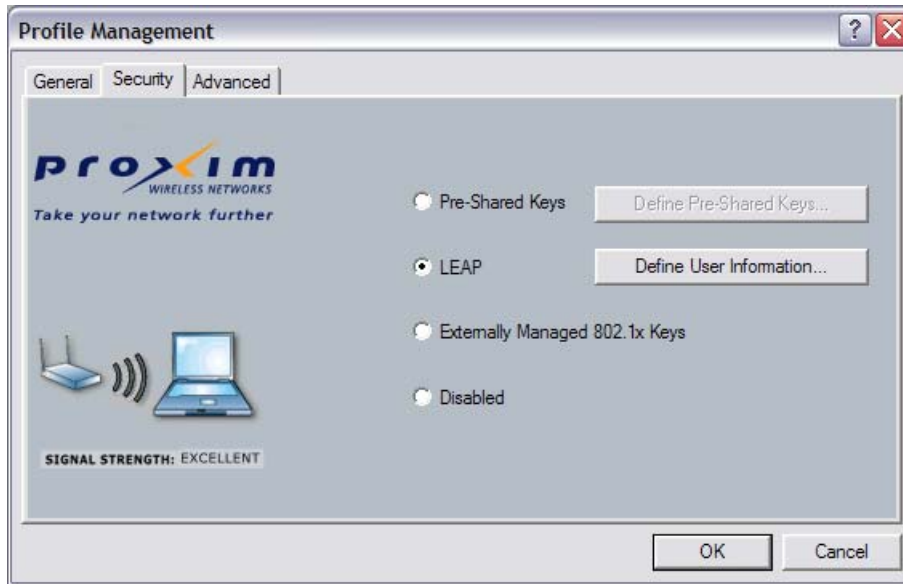 Profile Management
General Security Advanced
proxim
WIRELESS NETWORKS
Take your network further
Pre-Shared Keys Define Pre-Shared Keys...
LEAP Define User Information...
Externally Managed 802.1x Keys
Disabled
SIGNAL STRENGTH: EXCELLENT
OK Cancel